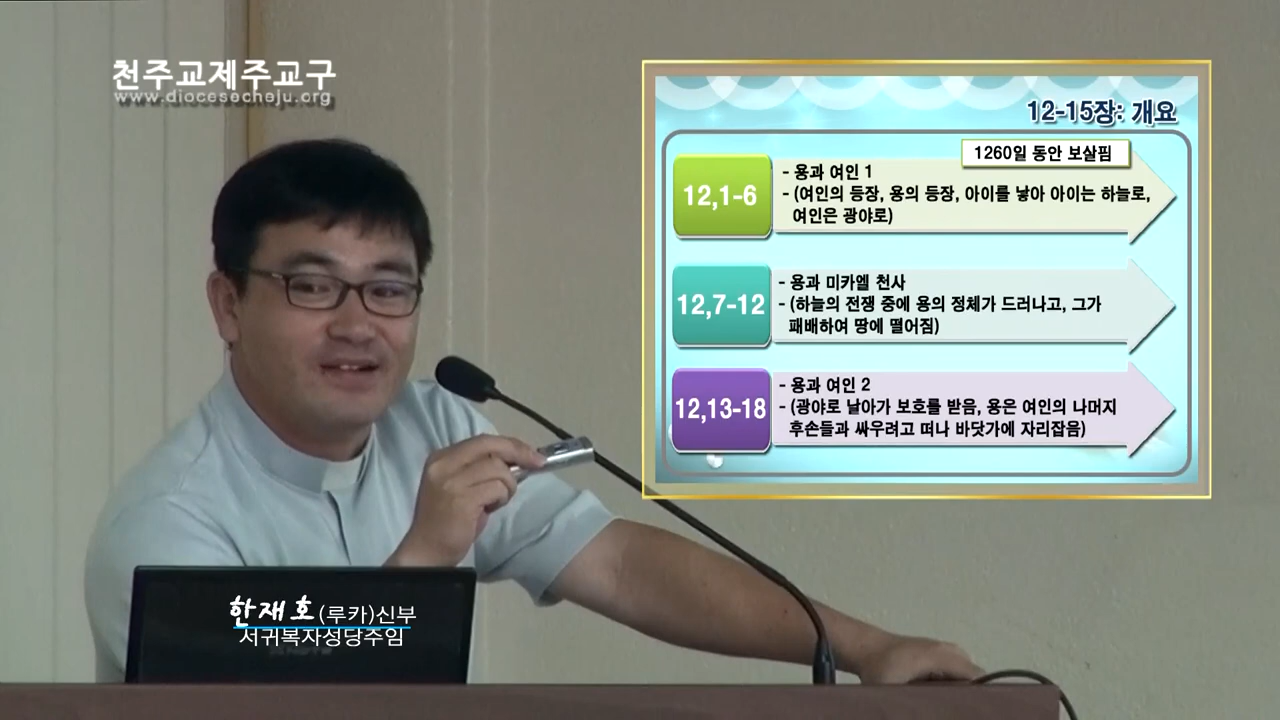 천주교제주교구
www.diocesecheju.org
12-15장: 개요
1260일 동안 보살핌
12,1-6
- 용과 여인 1
- (여인의 등장, 용의 등장, 아이를 낳아 아이는 하늘로,
여인은 광야로)
12,7-12
- 용과 미카엘 천사
- (하늘의 전쟁 중에 용의 정체가 드러나고, 그가
패배하여 땅에 떨어짐)
12,13-18
- 용과 여인 2
- (광야로 날아가 보호를 받음, 용은 여인의 나머지
후손들과 싸우려고 떠나 바닷가에 자리잡음)
한재호 (루카)신부
서귀복자성당주임